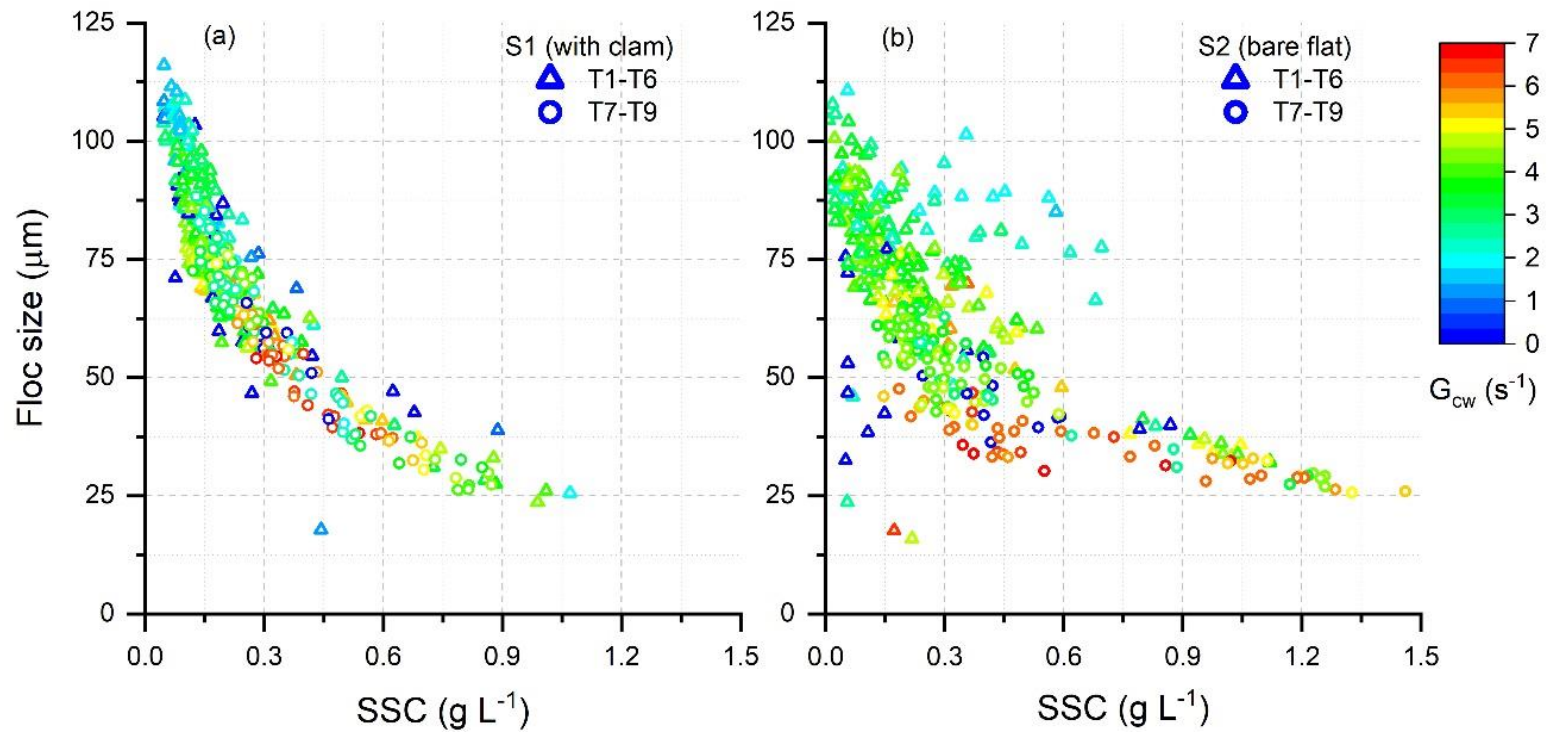 (a)
S1 (with clam)
T1-T6
T7-T9
125
100
75
50
25
0
0.0 0.3 0.6 0.9 1.2 1.5
Floc size (μm)
SSC (g L⁻¹)
(b)
S2 (bare flat)
T1-T6
T7-T9
125
100
75
50
25
0
0.0 0.3 0.6 0.9 1.2 1.5
SSC (g L⁻¹)
7
6
5
4
3
2
1
0
G_cw (s⁻¹)